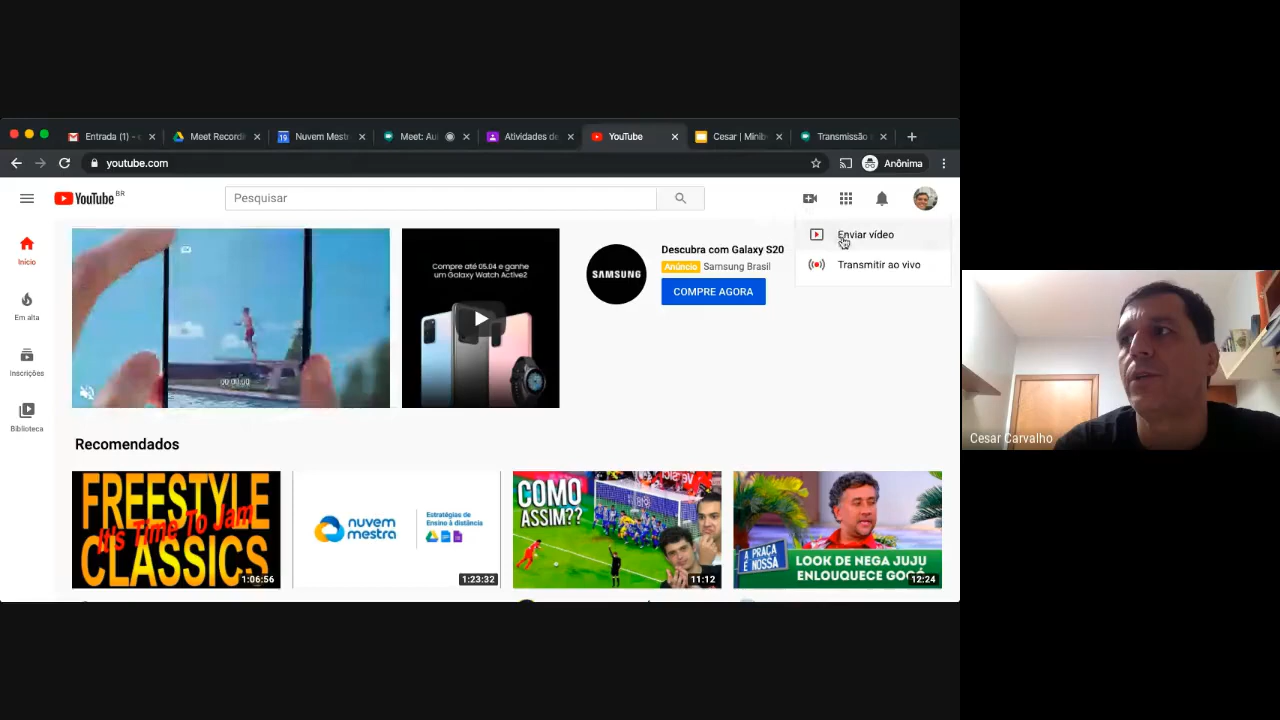 Entrada (1) - c
Meet Recordi
Nuvem Mest
Meet: Au
Atividades de
YouTube
Cesar | Minib
Transmissão
youtube.com
Anônima
YouTube BR
Pesquisar
Enviar vídeo
Transmitir ao vivo
Início
Em alta
Inscrições
Biblioteca
00:00:00
Compre até 05.04 e ganhe
um Galaxy Watch Active2
SAMSUNG
Descubra com Galaxy S20
Anúncio Samsung Brasil
COMPRE AGORA
Cesar Carvalho
Recomendados
FREESTYLE
It's Time To Jam
CLASSICS
1:06:56
nuvem
mestra
Estratégias de
Ensino à distância
1:23:32
COMO
ASSIM??
11:12
A PRAÇA
É NOSSA
LOOK DE NEGA JUJU
ENLOUQUECE
12:24